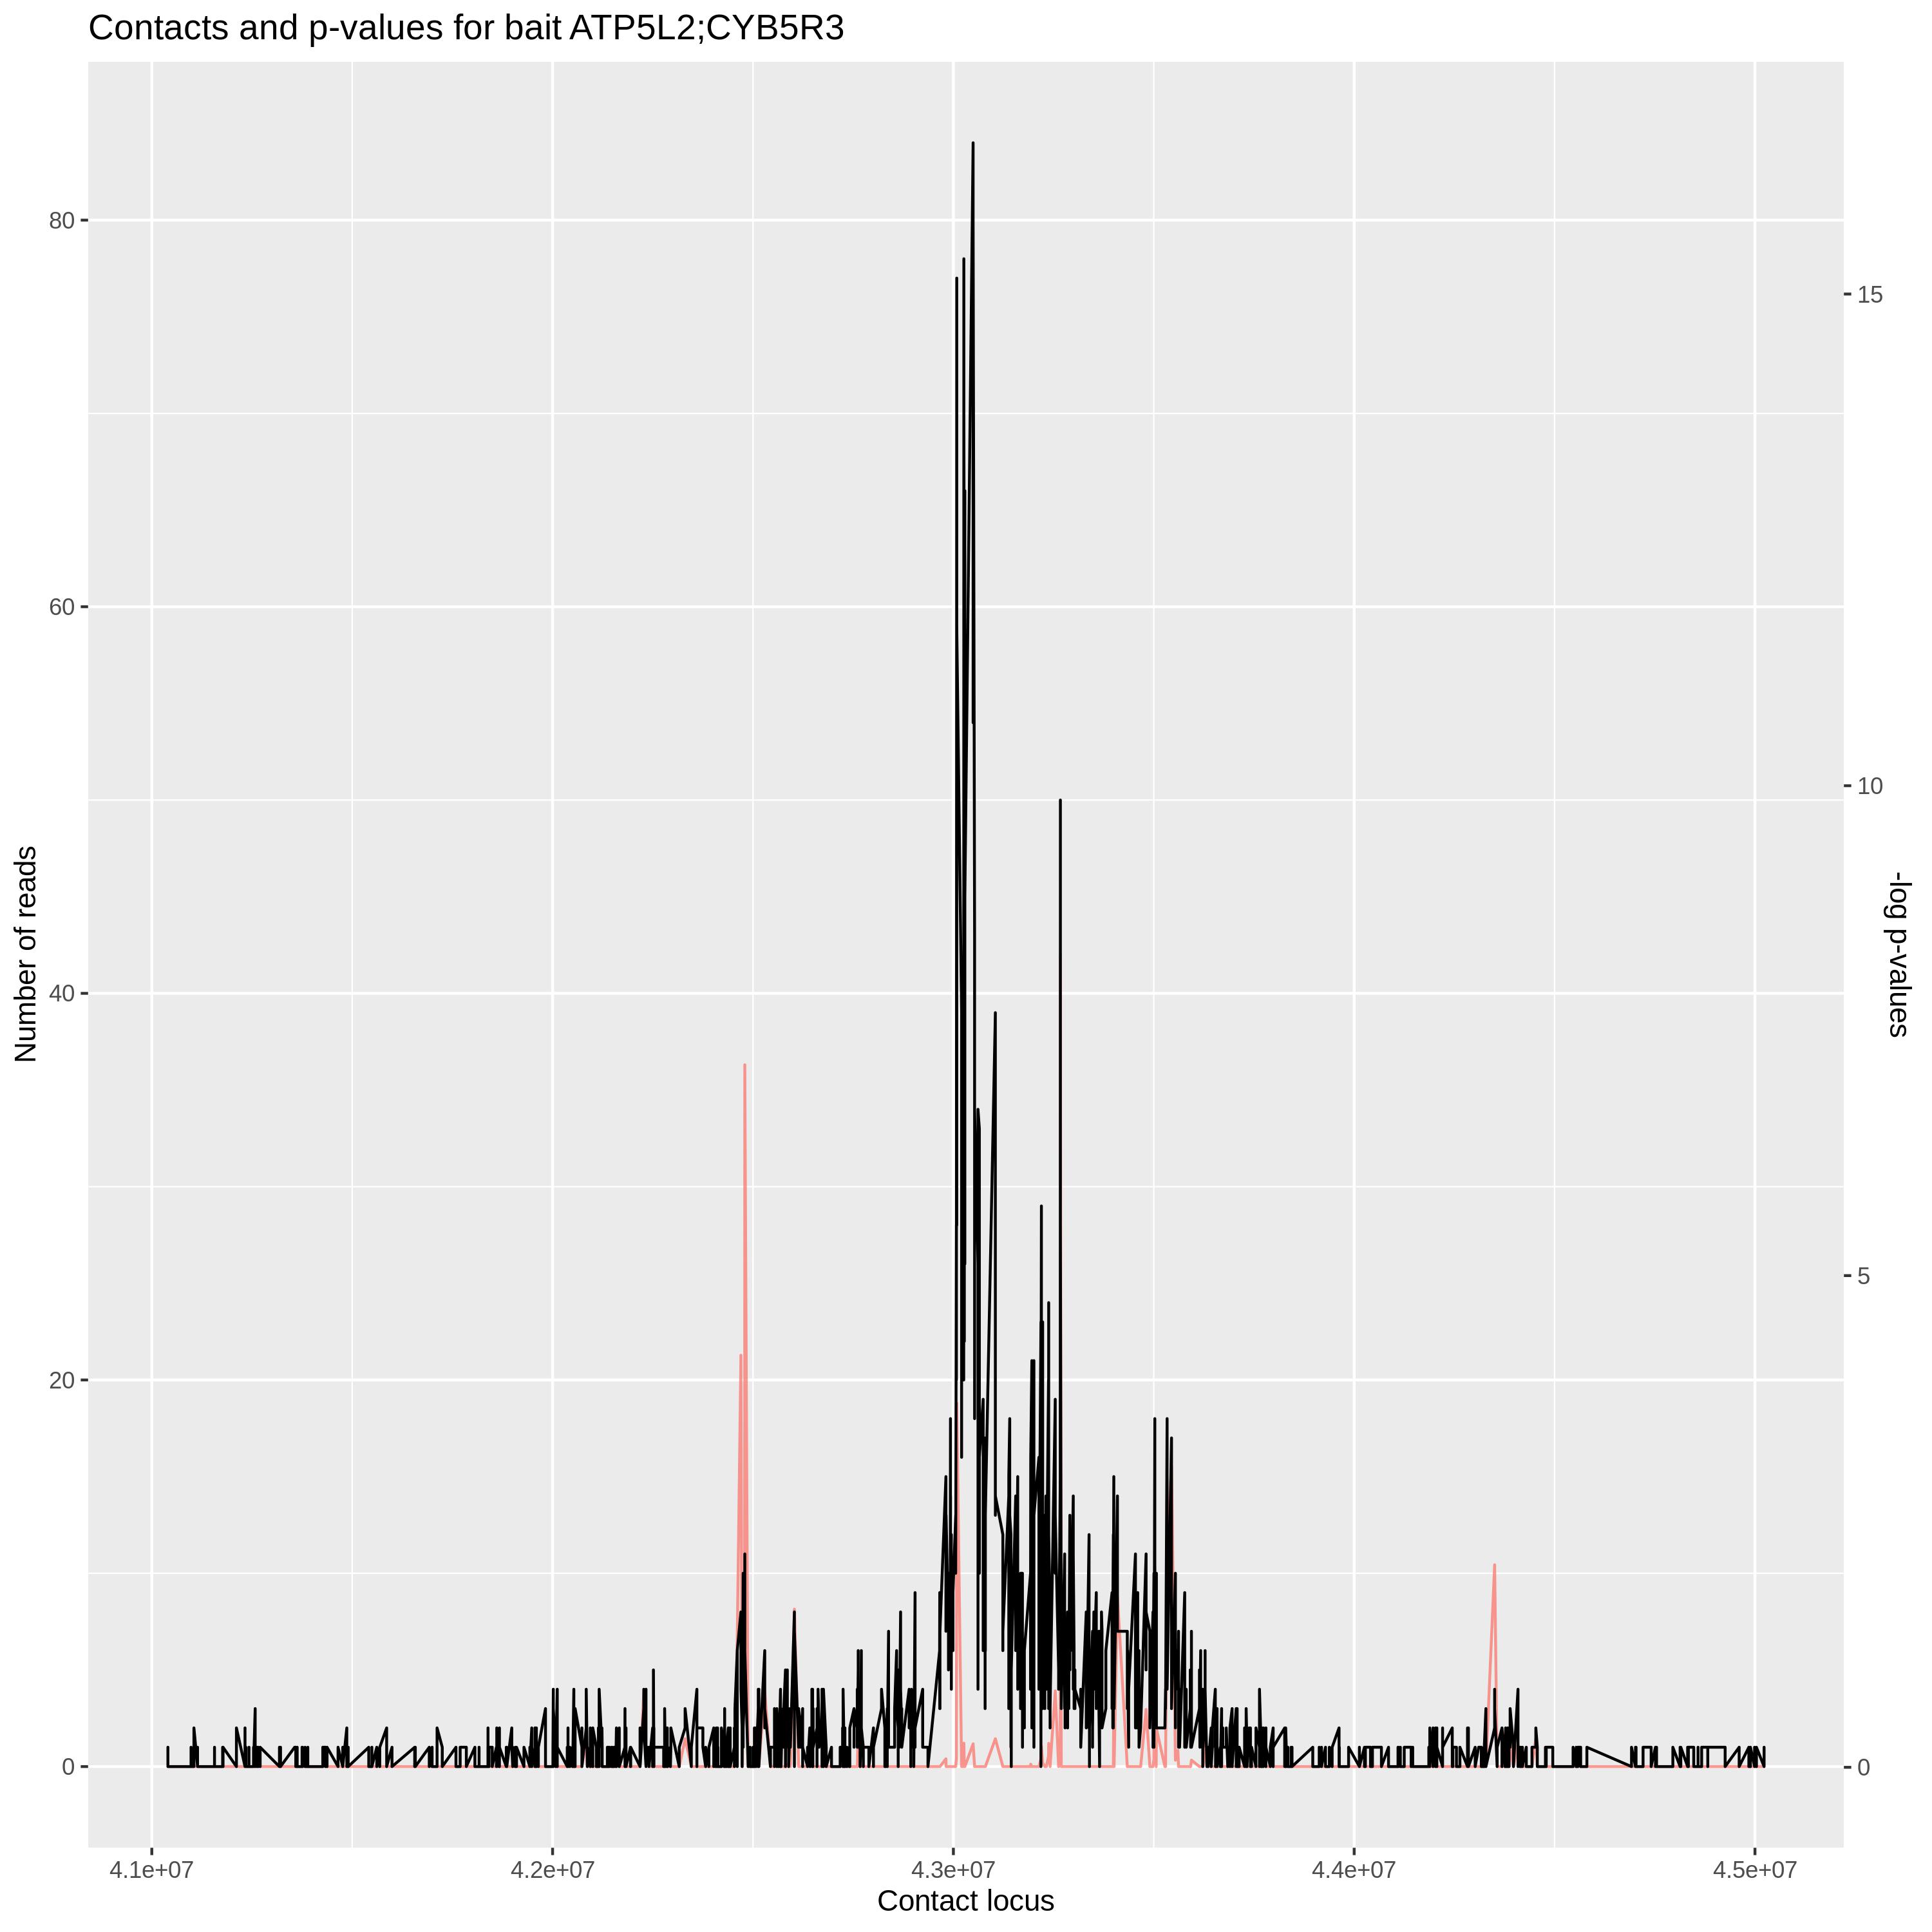 Contacts and p-values for bait ATP5L2;CYB5R3
80
60
40
20
0
Number of reads
15
10
5
0
-log p-values
4.1e+07 4.2e+07 4.3e+07 4.4e+07 4.5e+07
Contact locus